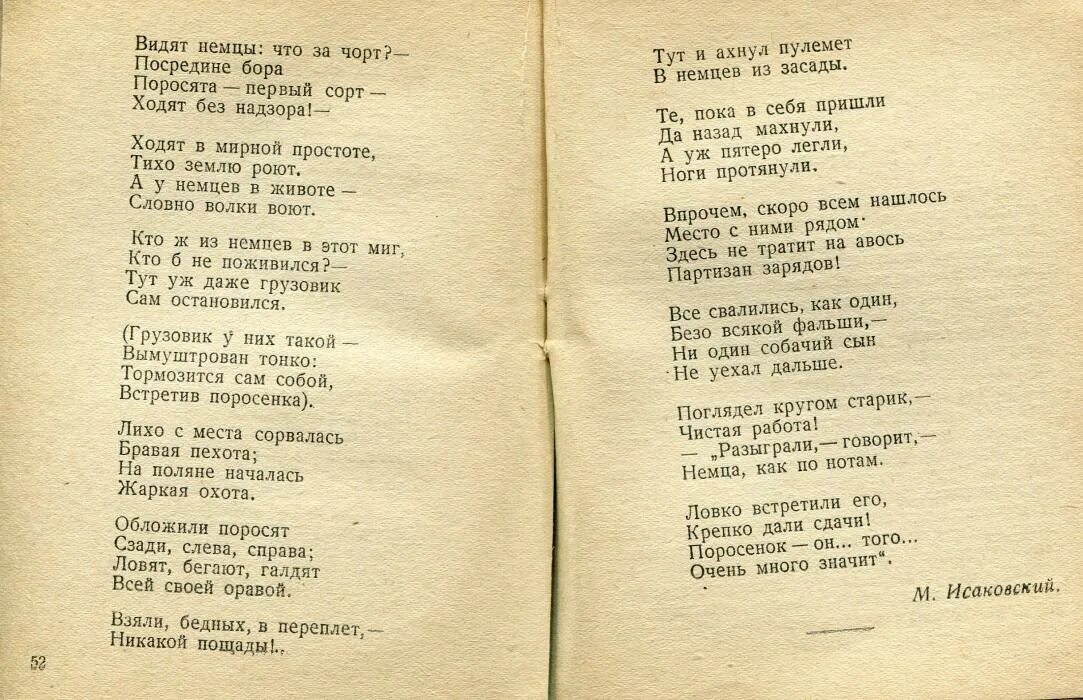 Видят немцы: что за чорт?—
Посредине бора
Поросята — первый сорт —
Ходят без надзора!—
Ходят в мирной простоте,
Тихо землю роют.
А у немцев в животе —
Словно волки воют.
Кто ж из немцев в этот миг,
Кто б не поживился?—
Тут уж даже грузовик
Сам остановился.
(Грузовик у них такой —
Вымуштрован тонко:
Тормозится сам собой,
Встретив поросенка).
Лихо с места сорвалась
Бравая пехота;
На поляне началась
Жаркая охота.
Обложили поросят
Сзади, слева, справа;
Ловят, бегают, галдят
Всей своей оравой.
Взяли, бедных, в переплет,—
Никакой пощады!..
52
Тут и ахнул пулемет
В немцев из засады.
Те, пока в себя пришли
Да назад махнули,
А уж пятеро легли,
Ноги протянули.
Впрочем, скоро всем нашлось
Место с ними рядом·
Здесь не тратит на авось
Партизан зарядов!
Все свалились, как один,
Безо всякой фальши,—
Ни один собачий сын
Не уехал дальше.
Поглядел кругом старик,—
Чистая работа!
— „Разыграли,— говорит,—
Немца, как по нотам.
Ловко встретили его,
Крепко дали сдачи!
Поросенок — он... того...
Очень много значит“.
М. Исаковский.